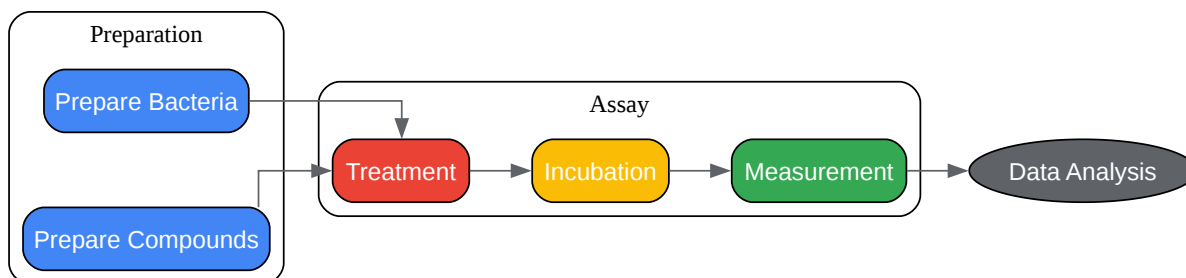 Preparation
Prepare Bacteria
Prepare Compounds
Assay
Treatment
Incubation
Measurement
Data Analysis